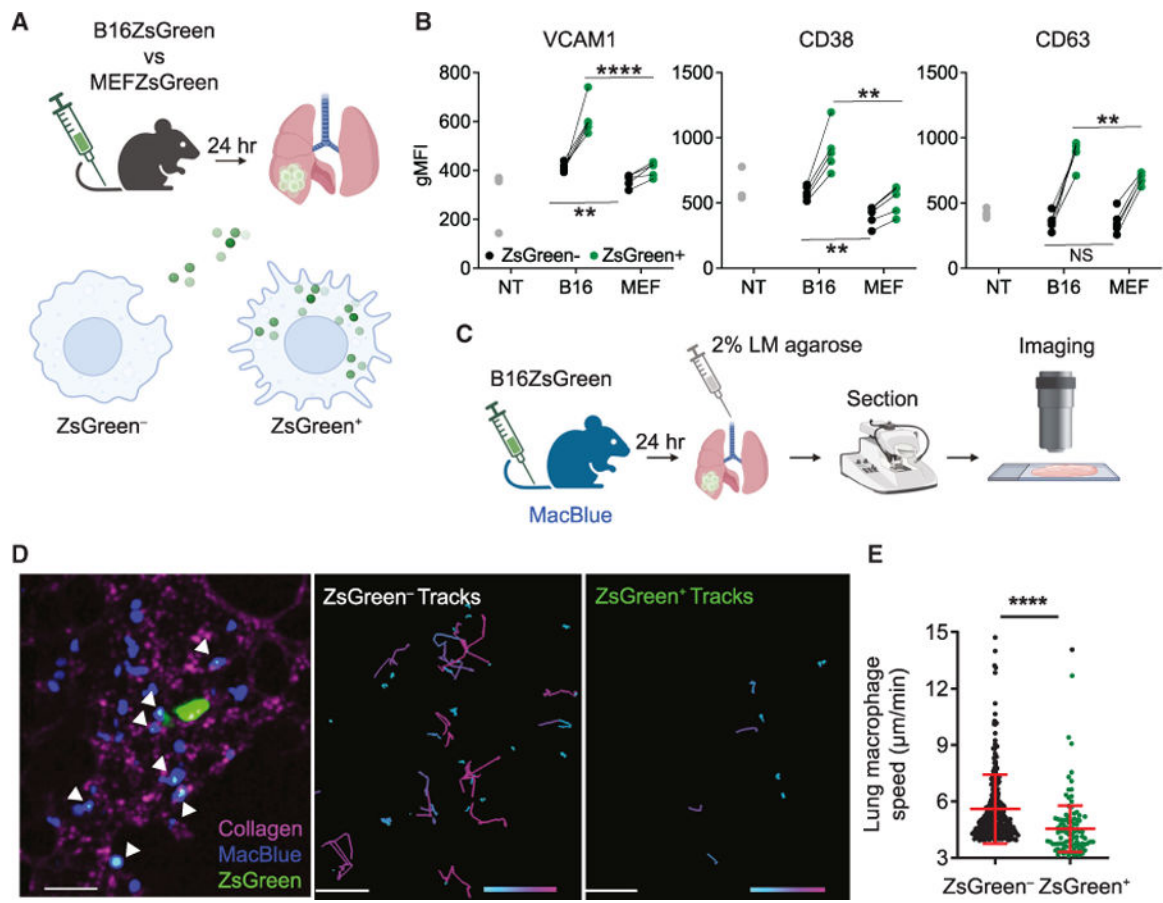 A
B16ZsGreen
vs
MEFZsGreen
24 hr
ZsGreen⁻
ZsGreen⁺
B
VCAM1
CD38
CD63
gMFI
800
600
400
200
0
****
**
ZsGreen-
ZsGreen+
NT
B16
MEF
1500
1000
500
0
**
**
NT
B16
MEF
1500
1000
500
0
**
NS
NT
B16
MEF
C
B16ZsGreen
MacBlue
24 hr
2% LM agarose
Section
Imaging
D
Collagen
MacBlue
ZsGreen
ZsGreen⁻ Tracks
ZsGreen⁺ Tracks
E
Lung macrophage
speed (μm/min)
****
15
12
9
6
3
ZsGreen⁻ ZsGreen⁺